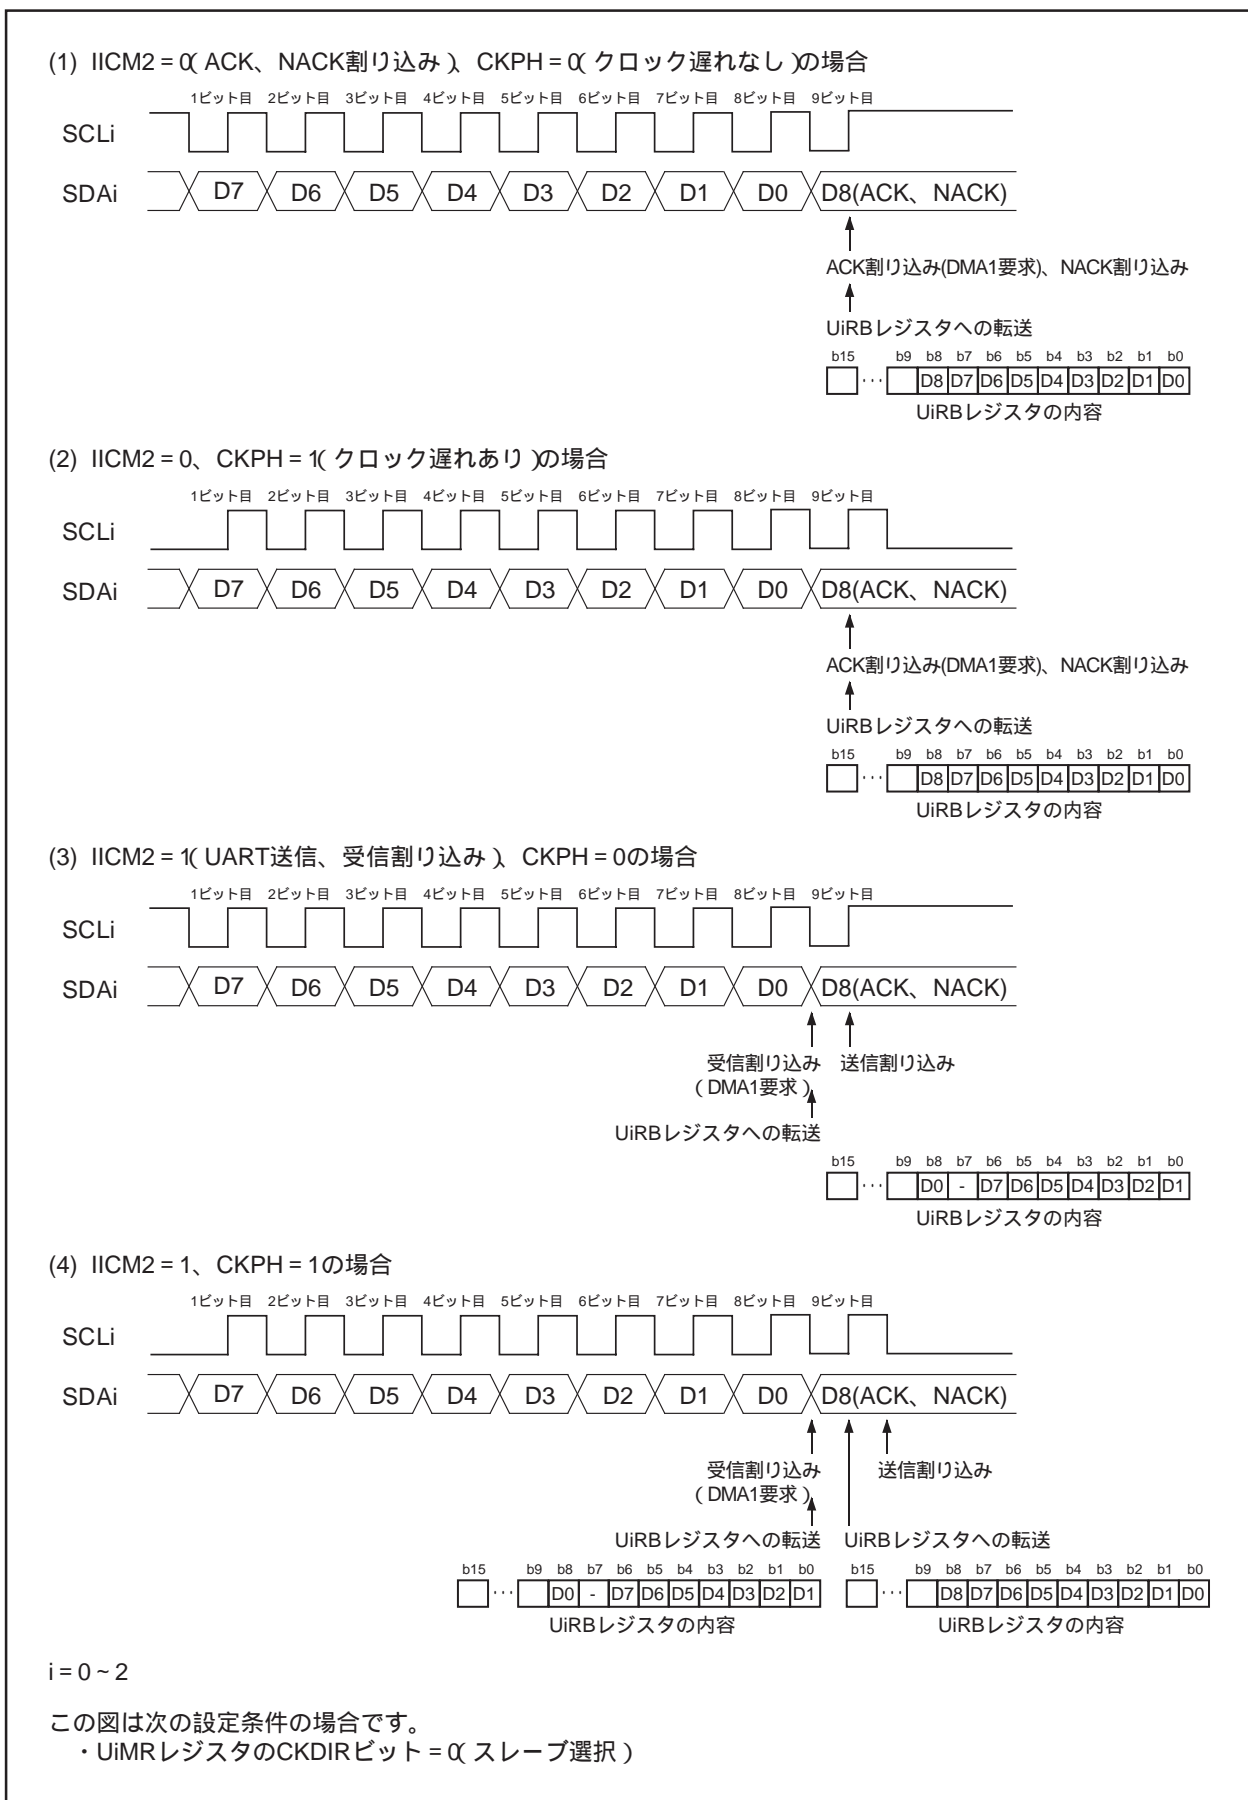 (1) IICM2 = 0( ACK、NACK割り込み )、CKPH = 0( クロック遅れなし )の場合
1ビット目 2ビット目 3ビット目 4ビット目 5ビット目 6ビット目 7ビット目 8ビット目 9ビット目
SCLi
SDAi D7 D6 D5 D4 D3 D2 D1 D0 D8(ACK、NACK)
ACK割り込み(DMA1要求)、NACK割り込み
UiRBレジスタへの転送
b15 b9 b8 b7 b6 b5 b4 b3 b2 b1 b0
··· D8 D7 D6 D5 D4 D3 D2 D1 D0
UiRBレジスタの内容
(2) IICM2 = 0、CKPH = 1( クロック遅れあり )の場合
1ビット目 2ビット目 3ビット目 4ビット目 5ビット目 6ビット目 7ビット目 8ビット目 9ビット目
SCLi
SDAi D7 D6 D5 D4 D3 D2 D1 D0 D8(ACK、NACK)
ACK割り込み(DMA1要求)、NACK割り込み
UiRBレジスタへの転送
b15 b9 b8 b7 b6 b5 b4 b3 b2 b1 b0
··· D8 D7 D6 D5 D4 D3 D2 D1 D0
UiRBレジスタの内容
(3) IICM2 = 1( UART送信、受信割り込み )、CKPH = 0の場合
1ビット目 2ビット目 3ビット目 4ビット目 5ビット目 6ビット目 7ビット目 8ビット目 9ビット目
SCLi
SDAi D7 D6 D5 D4 D3 D2 D1 D0 D8(ACK、NACK)
受信割り込み 送信割り込み
( DMA1要求 )
UiRBレジスタへの転送
b15 b9 b8 b7 b6 b5 b4 b3 b2 b1 b0
··· D0 - D7 D6 D5 D4 D3 D2 D1
UiRBレジスタの内容
(4) IICM2 = 1、CKPH = 1の場合
1ビット目 2ビット目 3ビット目 4ビット目 5ビット目 6ビット目 7ビット目 8ビット目 9ビット目
SCLi
SDAi D7 D6 D5 D4 D3 D2 D1 D0 D8(ACK、NACK)
受信割り込み 送信割り込み
( DMA1要求 )
UiRBレジスタへの転送 UiRBレジスタへの転送
b15 b9 b8 b7 b6 b5 b4 b3 b2 b1 b0 b15 b9 b8 b7 b6 b5 b4 b3 b2 b1 b0
··· D0 - D7 D6 D5 D4 D3 D2 D1 ··· D8 D7 D6 D5 D4 D3 D2 D1 D0
UiRBレジスタの内容 UiRBレジスタの内容
i = 0 ~ 2
この図は次の設定条件の場合です。
・UiMRレジスタのCKDIRビット = 0( スレーブ選択 )